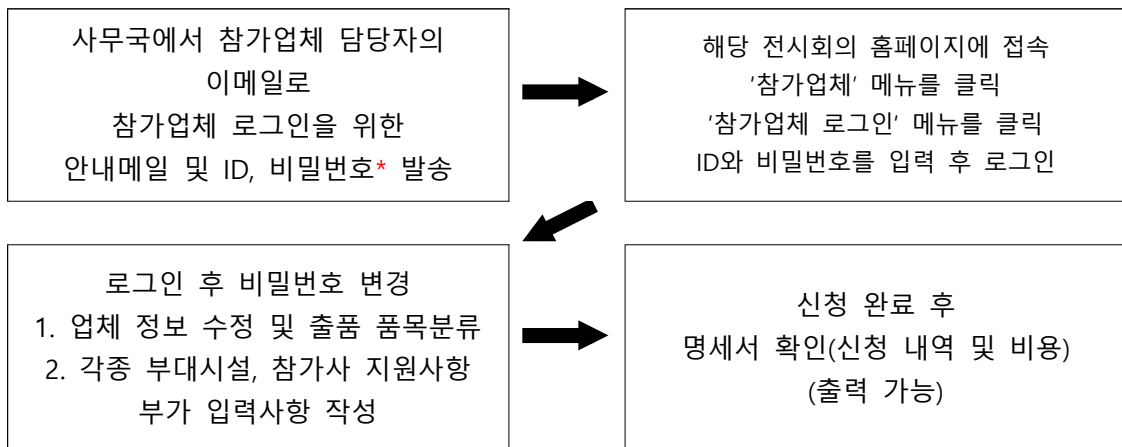 사무국에서 참가업체 담당자의
이메일로
참가업체 로그인을 위한
안내메일 및 ID, 비밀번호* 발송
해당 전시회의 홈페이지에 접속
'참가업체' 메뉴를 클릭
'참가업체 로그인' 메뉴를 클릭
ID와 비밀번호를 입력 후 로그인
로그인 후 비밀번호 변경
1. 업체 정보 수정 및 출품 품목분류
2. 각종 부대시설, 참가사 지원사항
부가 입력사항 작성
신청 완료 후
명세서 확인(신청 내역 및 비용)
(출력 가능)